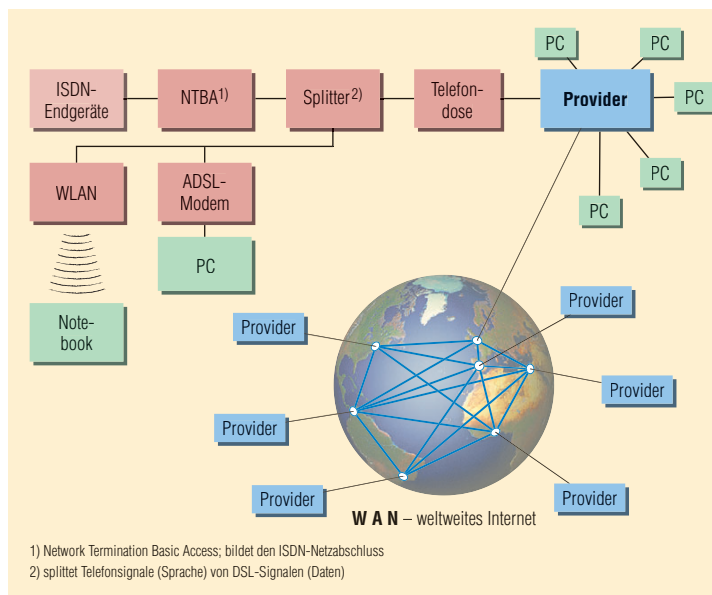 PC
PC
ISDN-
Endgeräte
NTBA1)
Splitter2)
Telefon-
dose
Provider
PC
PC
PC
WLAN
ADSL-
Modem
PC
Note-
book
Provider
Provider
Provider
Provider
Provider
Provider
W A N – weltweites Internet
1) Network Termination Basic Access; bildet den ISDN-Netzabschluss
2) splittet Telefonsignale (Sprache) von DSL-Signalen (Daten)